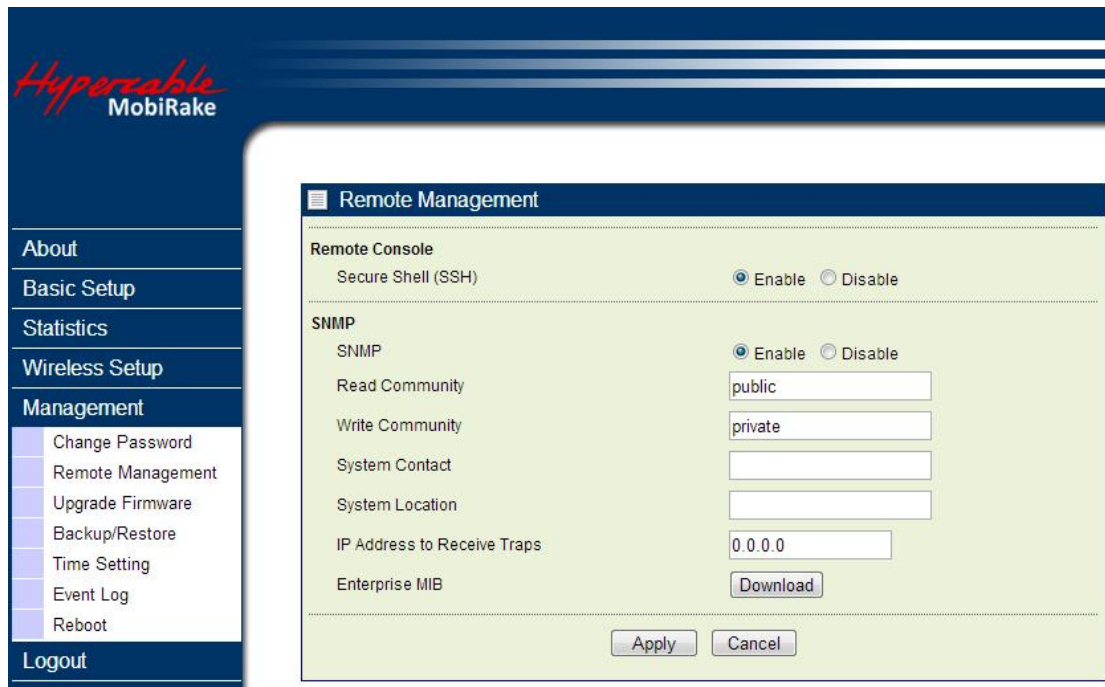 Hypercable
MobiRake
About
Basic Setup
Statistics
Wireless Setup
Management
Change Password
Remote Management
Upgrade Firmware
Backup/Restore
Time Setting
Event Log
Reboot
Logout
Remote Management
Remote Console
Secure Shell (SSH) Enable Disable
SNMP
SNMP Enable Disable
Read Community public
Write Community private
System Contact
System Location
IP Address to Receive Traps 0.0.0.0
Enterprise MIB Download
Apply Cancel